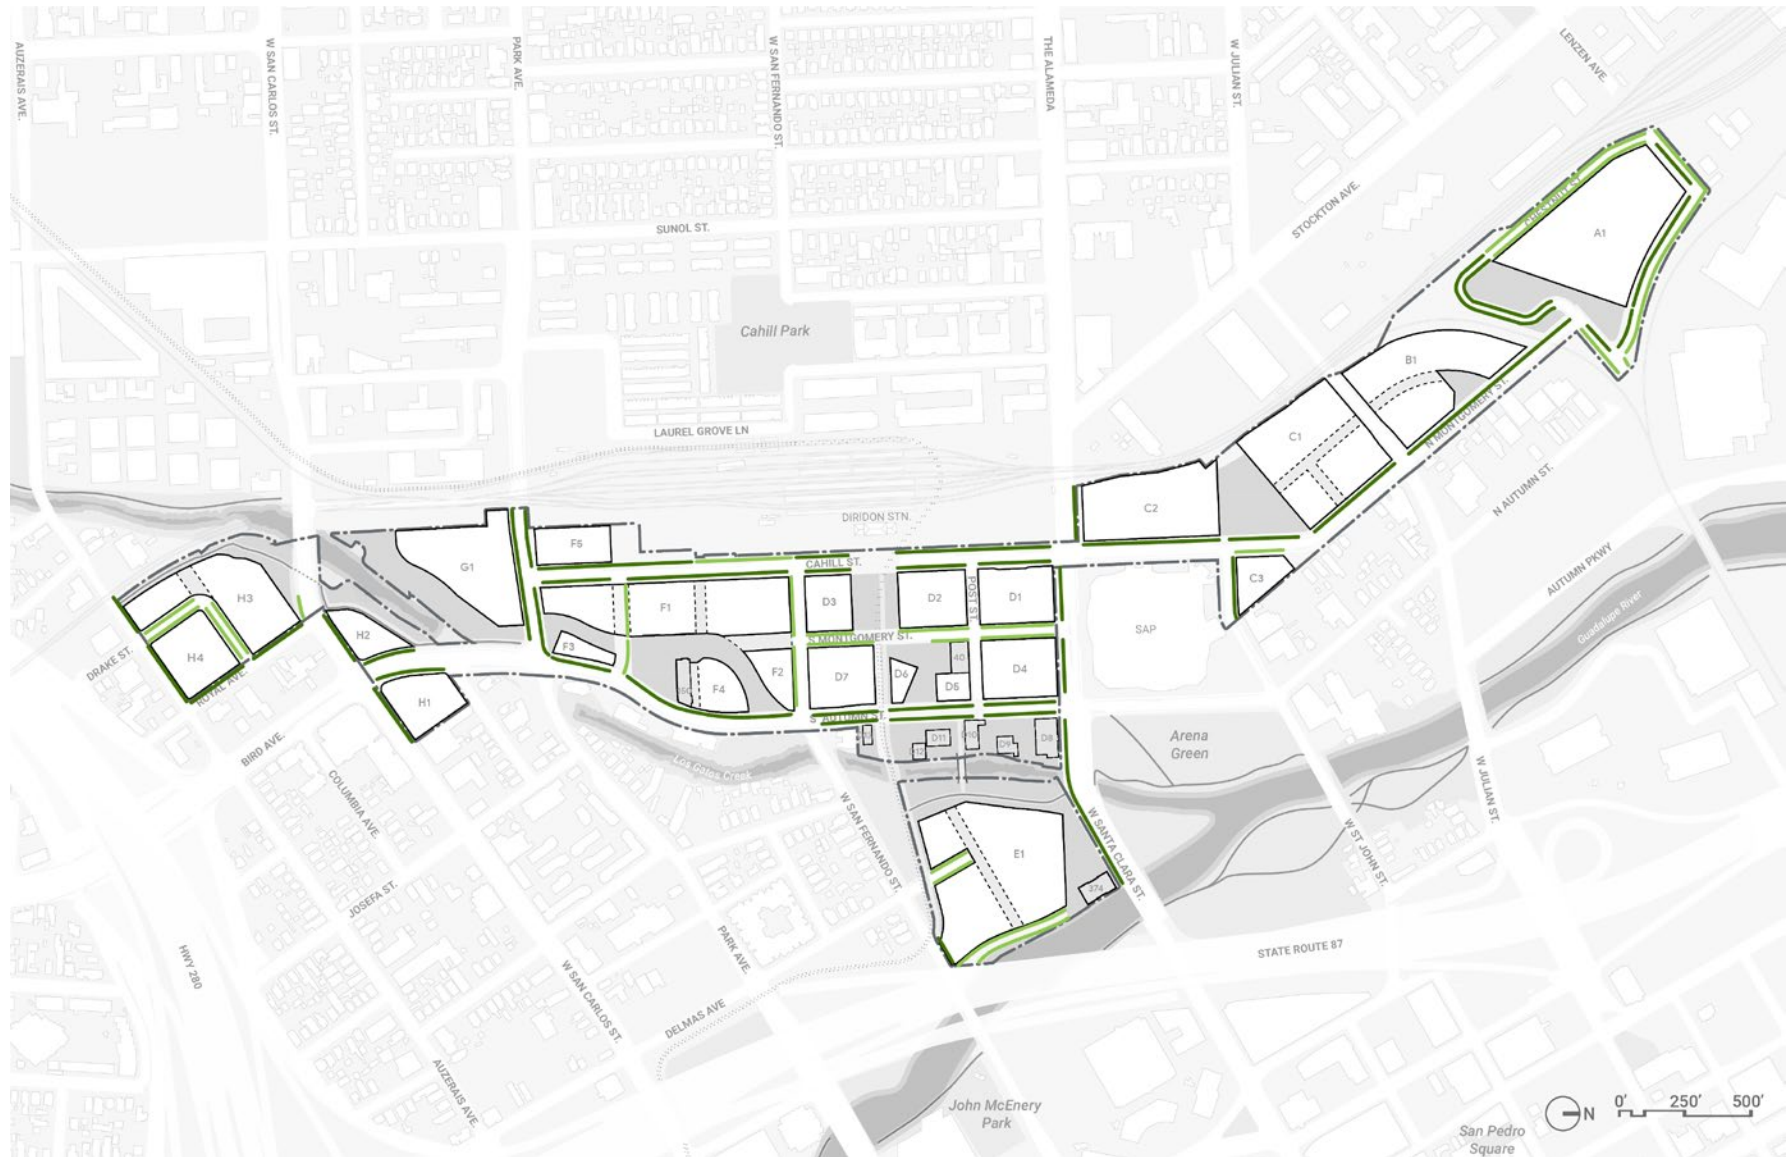 AUZERAIS AVE.
W SAN CARLOS ST.
PARK AVE.
W SAN FERNANDO ST.
THE ALAMEDA
W JULIAN ST.
LENZEN AVE.
STOCKTON AVE.
SUNOL ST.
CHESTNUT ST.
A1
Cahill Park
B1
LAUREL GROVE LN
N MONTGOMERY ST.
C1
N AUTUMN ST.
C2
DIRIDON STN.
F5
G1
CAHILL ST.
C3
AUTUMN PKWY
Guadalupe River
H3
F1
D3
D2
POST ST.
D1
SAP
H2
S MONTGOMERY ST.
F3
H4
DRAKE ST.
ROYAL AVE.
H1
F4
F2
D7
D6
40
D5
D4
S AUTUMN ST.
BIRD AVE.
D11
D10
D9
D8
Arena
Green
Los Gatos Creek
COLUMBIA AVE.
W SAN FERNANDO ST.
W SANTA CLARA ST.
W ST JOHN ST.
W JULIAN ST.
E1
374
JOSEFA ST.
PARK AVE.
HWY 280
W SAN CARLOS ST.
STATE ROUTE 87
DELMAS AVE
AUZERAIS AVE
John McEnery
Park
N
0' 250' 500'
San Pedro
Square